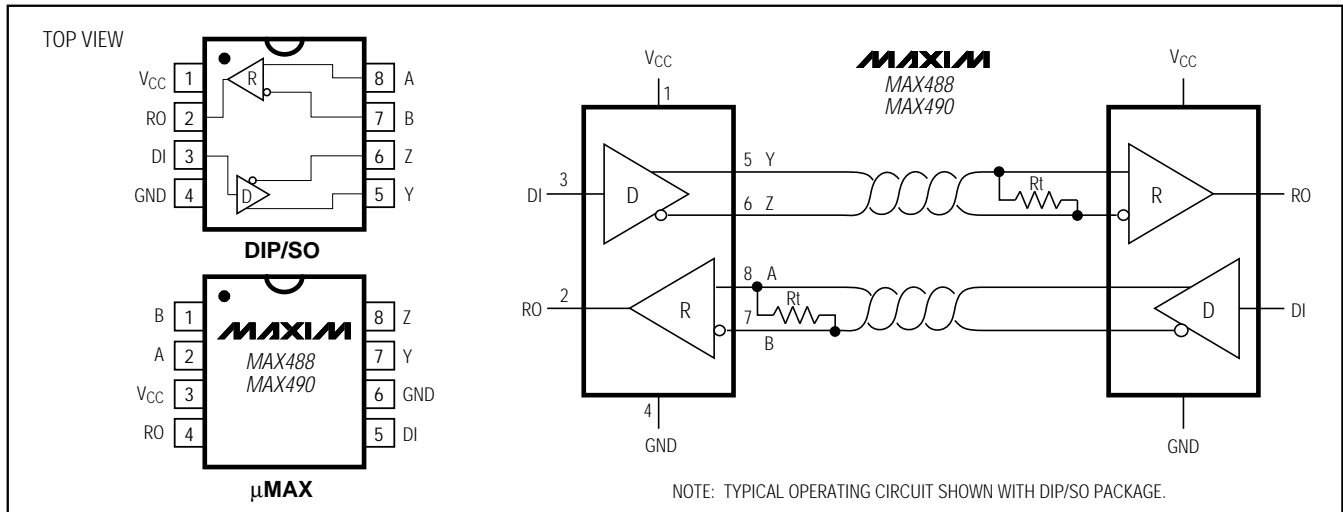 TOP VIEW
VCC 1
RO 2
DI 3
GND 4
8 A
7 B
6 Z
5 Y
R
D
DIP/SO
B 1
A 2
VCC 3
RO 4
8 Z
7 Y
6 GND
5 DI
MAXIM
MAX488
MAX490
µMAX
MAXIM
MAX488
MAX490
VCC
1
VCC
DI 3
D
5 Y
6 Z
Rt
R
RO
RO 2
R
8 A
7
B
Rt
D
DI
4
GND
GND
NOTE: TYPICAL OPERATING CIRCUIT SHOWN WITH DIP/SO PACKAGE.